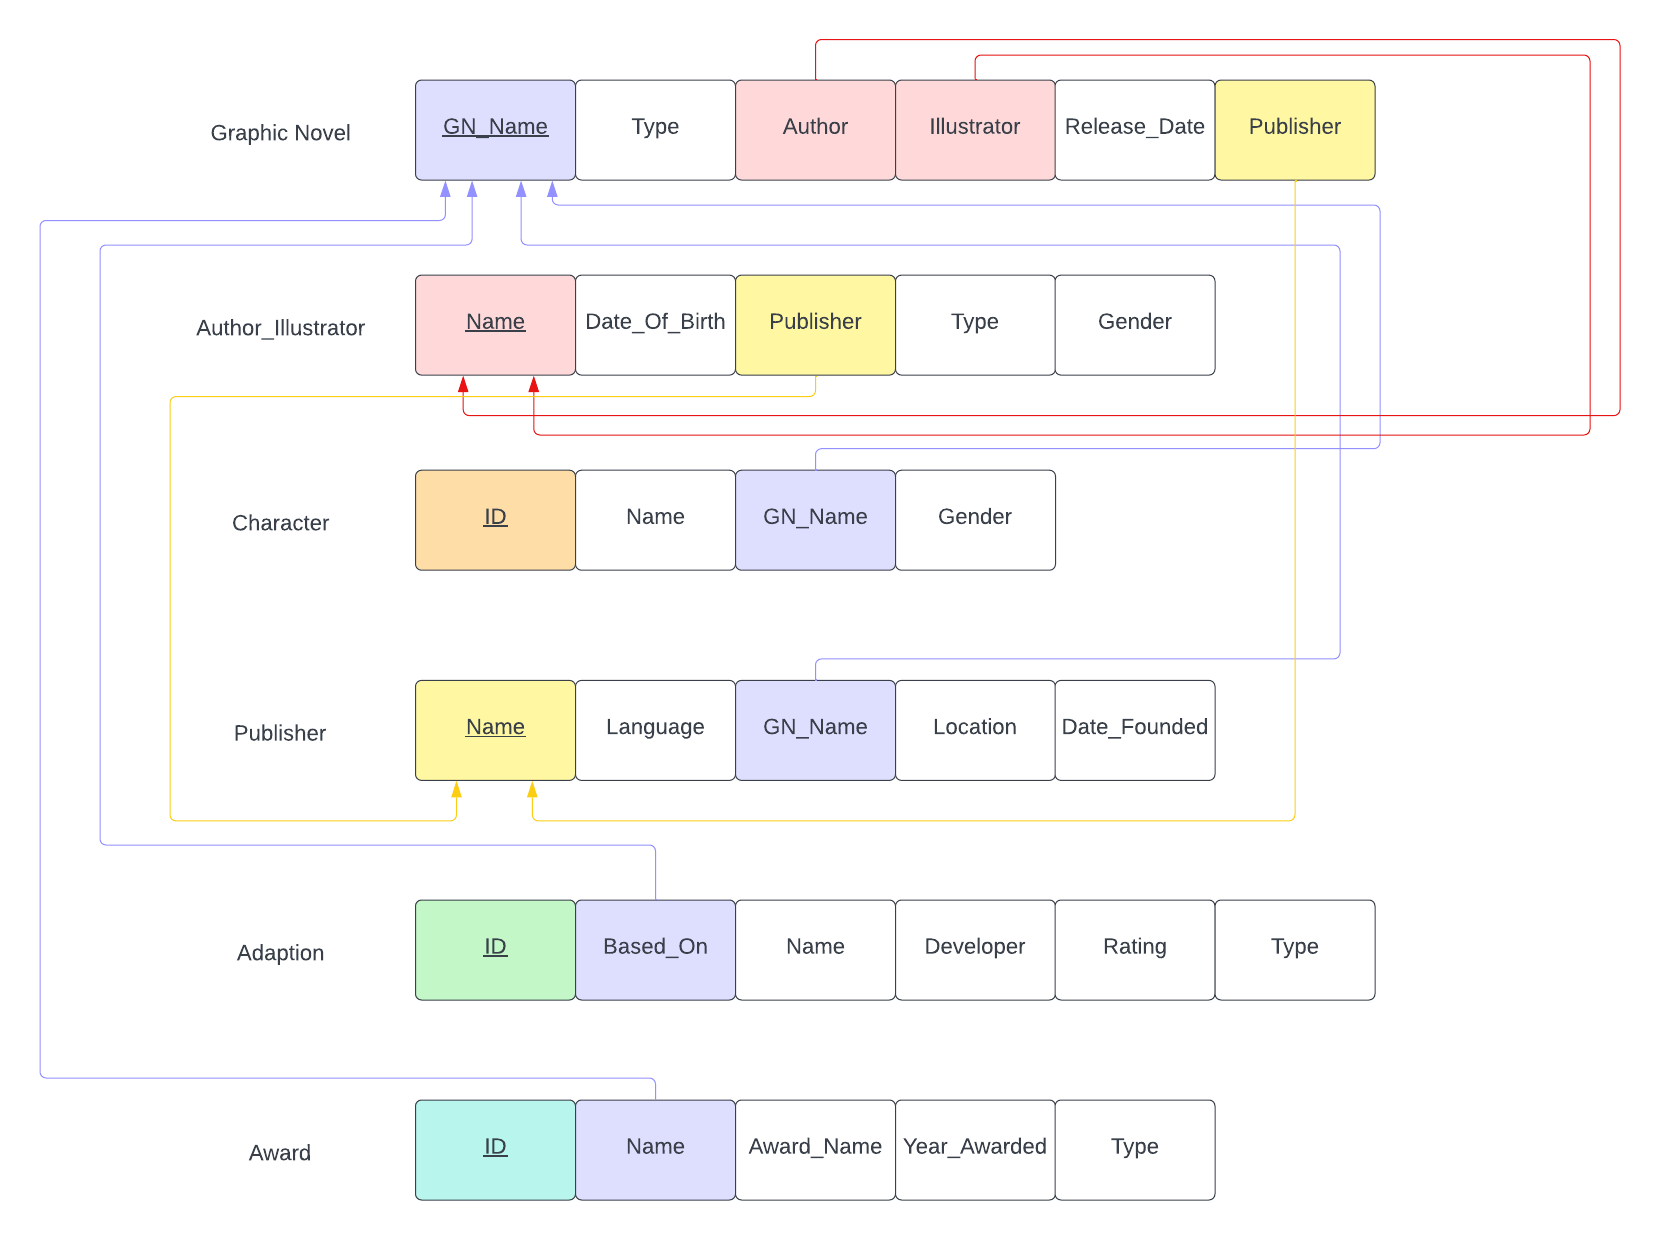 Graphic Novel
GN_Name
Type
Author
Illustrator
Release_Date
Publisher
Author_Illustrator
Name
Date_Of_Birth
Publisher
Type
Gender
Character
ID
Name
GN_Name
Gender
Publisher
Name
Language
GN_Name
Location
Date_Founded
Adaption
ID
Based_On
Name
Developer
Rating
Type
Award
ID
Name
Award_Name
Year_Awarded
Type